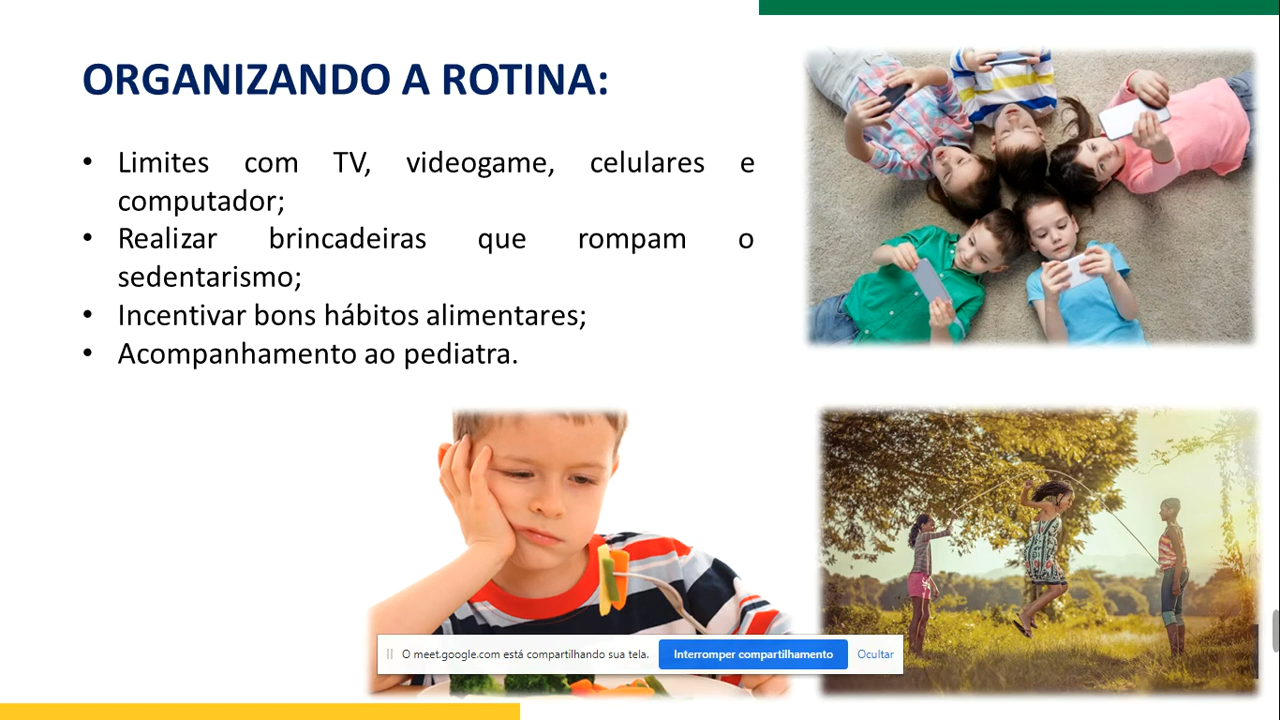 ORGANIZANDO A ROTINA:
• Limites com TV, videogame, celulares e
computador;
• Realizar brincadeiras que rompam o
sedentarismo;
• Incentivar bons hábitos alimentares;
• Acompanhamento ao pediatra.
O meet.google.com está compartilhando sua tela. Interromper compartilhamento Ocultar